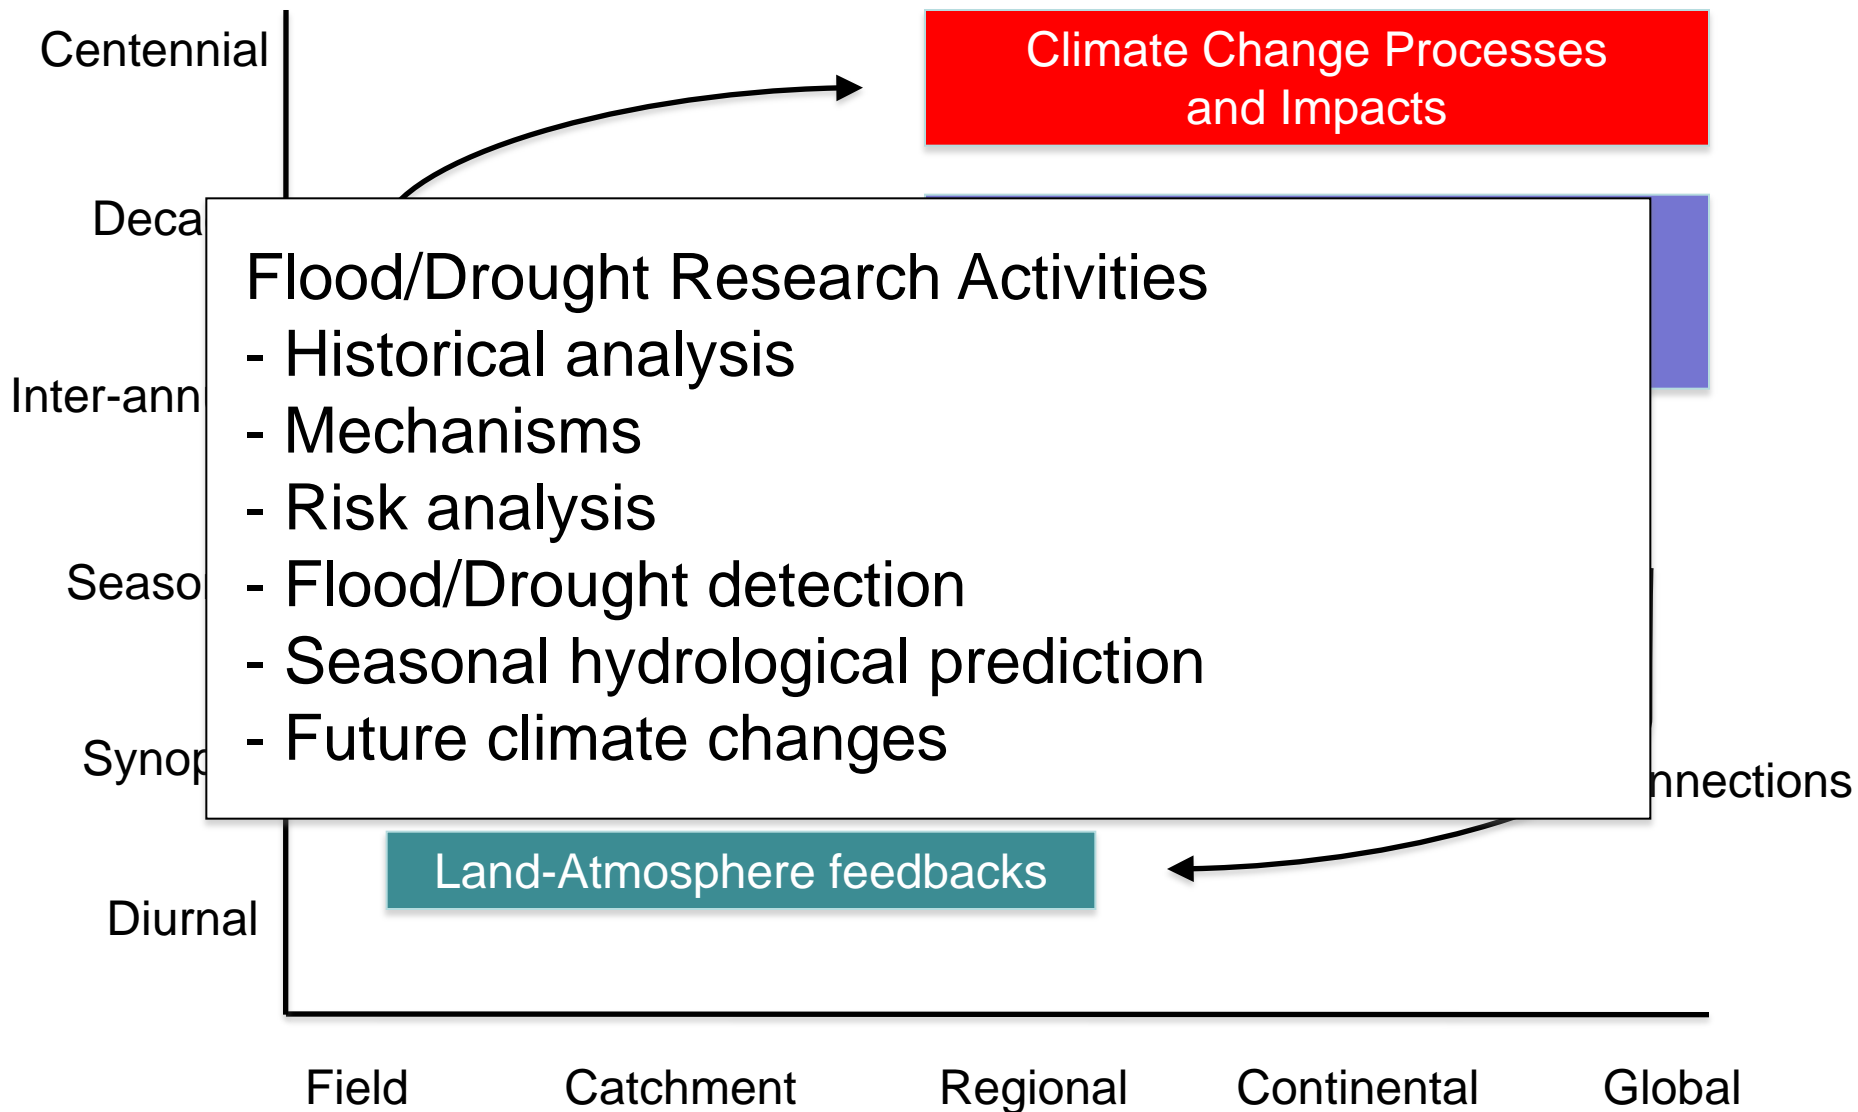 Centennial
Climate Change Processes
and Impacts
Deca
Flood/Drought Research Activities
- Historical analysis
Inter-ann
- Mechanisms
- Risk analysis
Seaso
- Flood/Drought detection
- Seasonal hydrological prediction
Synop
- Future climate changes
nnections
Land-Atmosphere feedbacks
Diurnal
Field Catchment Regional Continental Global